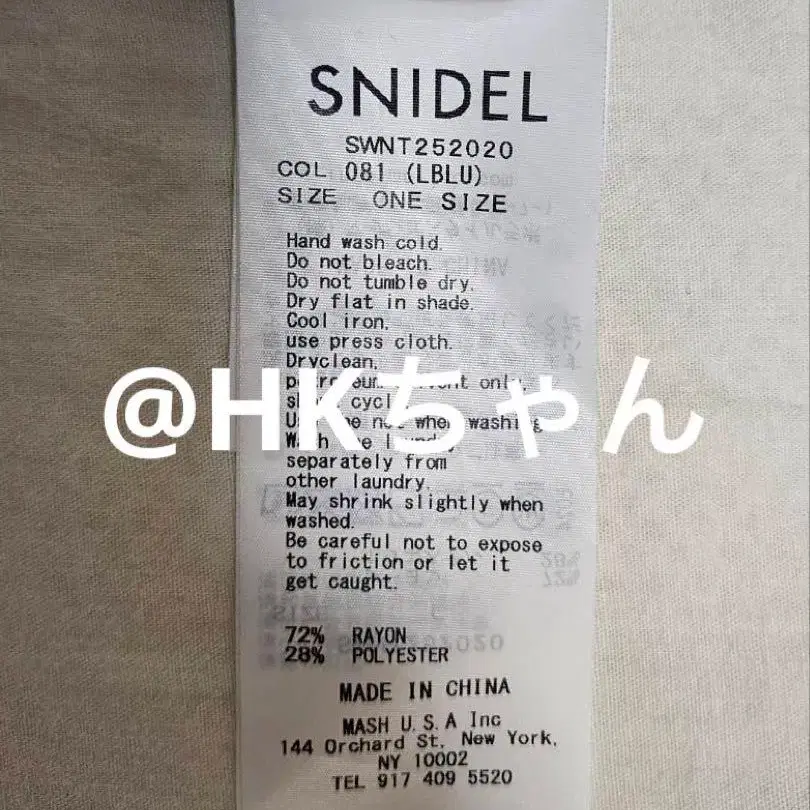 SNIDEL
SWNT252020
COL 081 (LBLU)
SIZE ONE SIZE
Hand wash cold.
Do not bleach.
Do not tumble dry.
Dry flat in shade.
Cool iron,
use press cloth.
Dryclean,
only,
@HKちゃん
when washing
separately from
other laundry.
May shrink slightly when
washed.
Be careful not to expose
to friction or let it
get caught.
72% RAYON
28% POLYESTER
MADE IN CHINA
MASH U.S.A Inc
144 Orchard St, New York,
NY 10002
TEL 917 409 5520